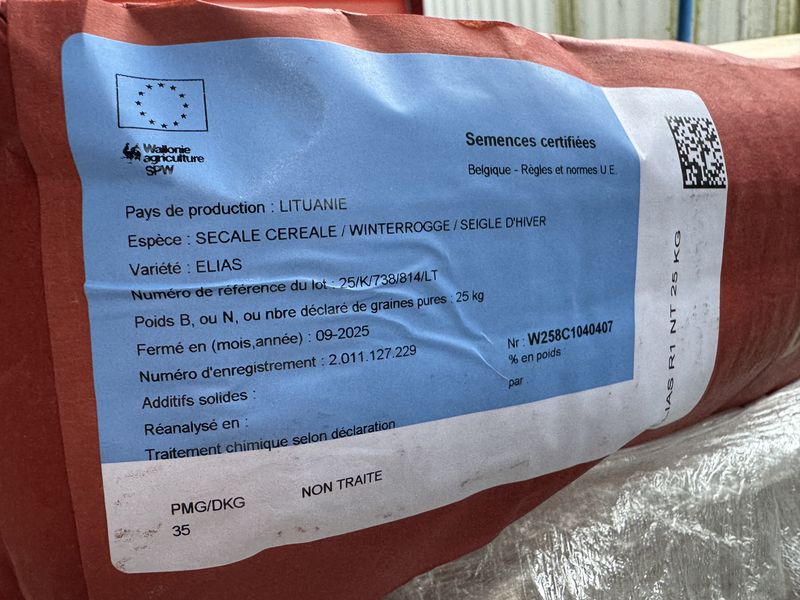 Wallonie
agriculture
SPW
Semences certifiées
Belgique - Règles et normes U.E.
Pays de production : LITUANIE
Espèce : SECALE CEREALE / WINTERROGGE / SEIGLE D'HIVER
Variété : ELIAS
Numéro de référence du lot : 25/K/738/814/LT
Poids B, ou N, ou nbre déclaré de graines pures : 25 kg
Fermé en (mois,année) : 09-2025
Nr : W258C1040407
Numéro d'enregistrement : 2.011.127.229
% en poids
Additifs solides :
par
Réanalysé en :
Traitement chimique selon déclaration
PMG/DKG
NON TRAITE
35
R1 NT 25 KG